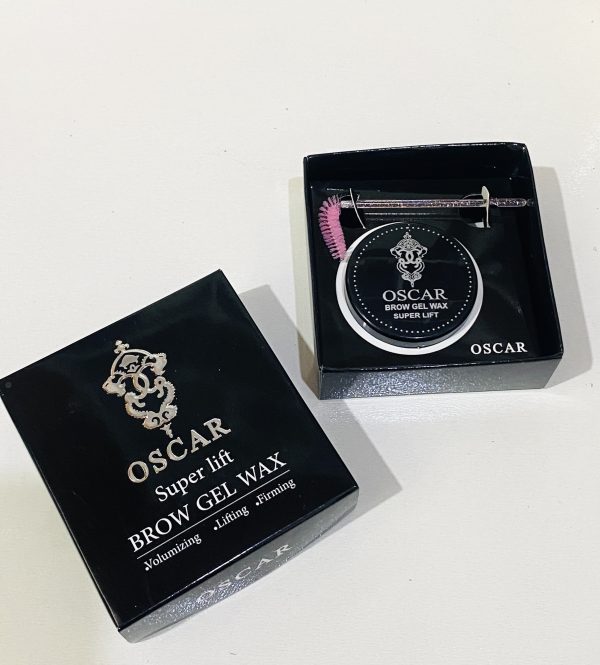 OSCAR
BROW GEL WAX
SUPER LIFT
OSCAR
OSCAR
Super lift
BROW GEL WAX
.Volumizing .Lifting .Firming
OSCAR